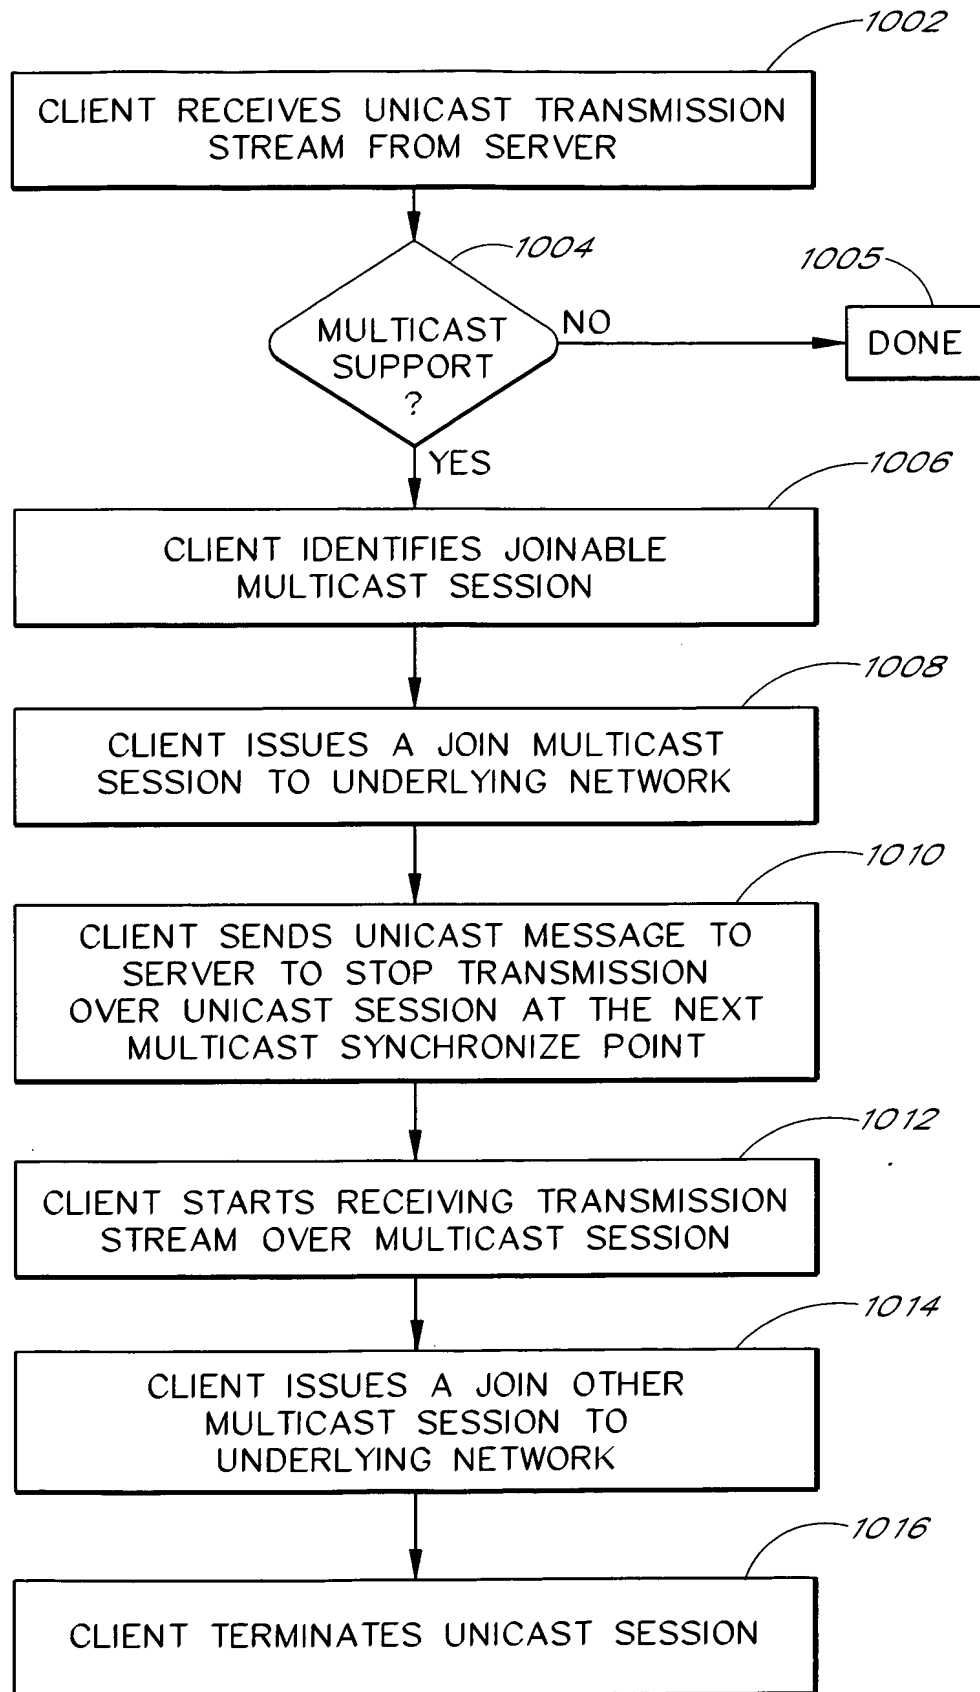 1002
CLIENT RECEIVES UNICAST TRANSMISSION
STREAM FROM SERVER
1004
1005
MULTICAST
SUPPORT
?
NO
DONE
YES
1006
CLIENT IDENTIFIES JOINABLE
MULTICAST SESSION
1008
CLIENT ISSUES A JOIN MULTICAST
SESSION TO UNDERLYING NETWORK
1010
CLIENT SENDS UNICAST MESSAGE TO
SERVER TO STOP TRANSMISSION
OVER UNICAST SESSION AT THE NEXT
MULTICAST SYNCHRONIZE POINT
1012
CLIENT STARTS RECEIVING TRANSMISSION
STREAM OVER MULTICAST SESSION
1014
CLIENT ISSUES A JOIN OTHER
MULTICAST SESSION TO
UNDERLYING NETWORK
1016
CLIENT TERMINATES UNICAST SESSION